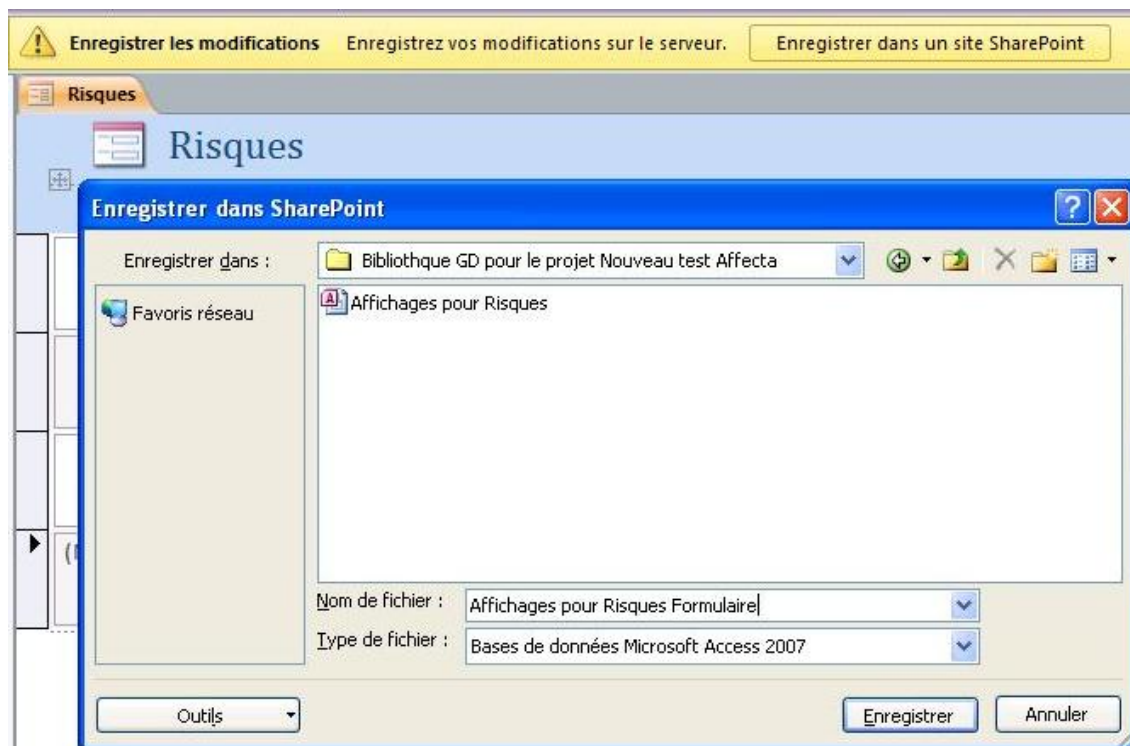 Enregistrer les modifications Enregistrez vos modifications sur le serveur. Enregistrer dans un site SharePoint
Risques
Risques
Enregistrer dans SharePoint
Enregistrer dans : Bibliothque GD pour le projet Nouveau test Affecta
Favoris réseau
Affichages pour Risques
Nom de fichier : Affichages pour Risques Formulaire
Type de fichier : Bases de données Microsoft Access 2007
Outils Enregistrer Annuler